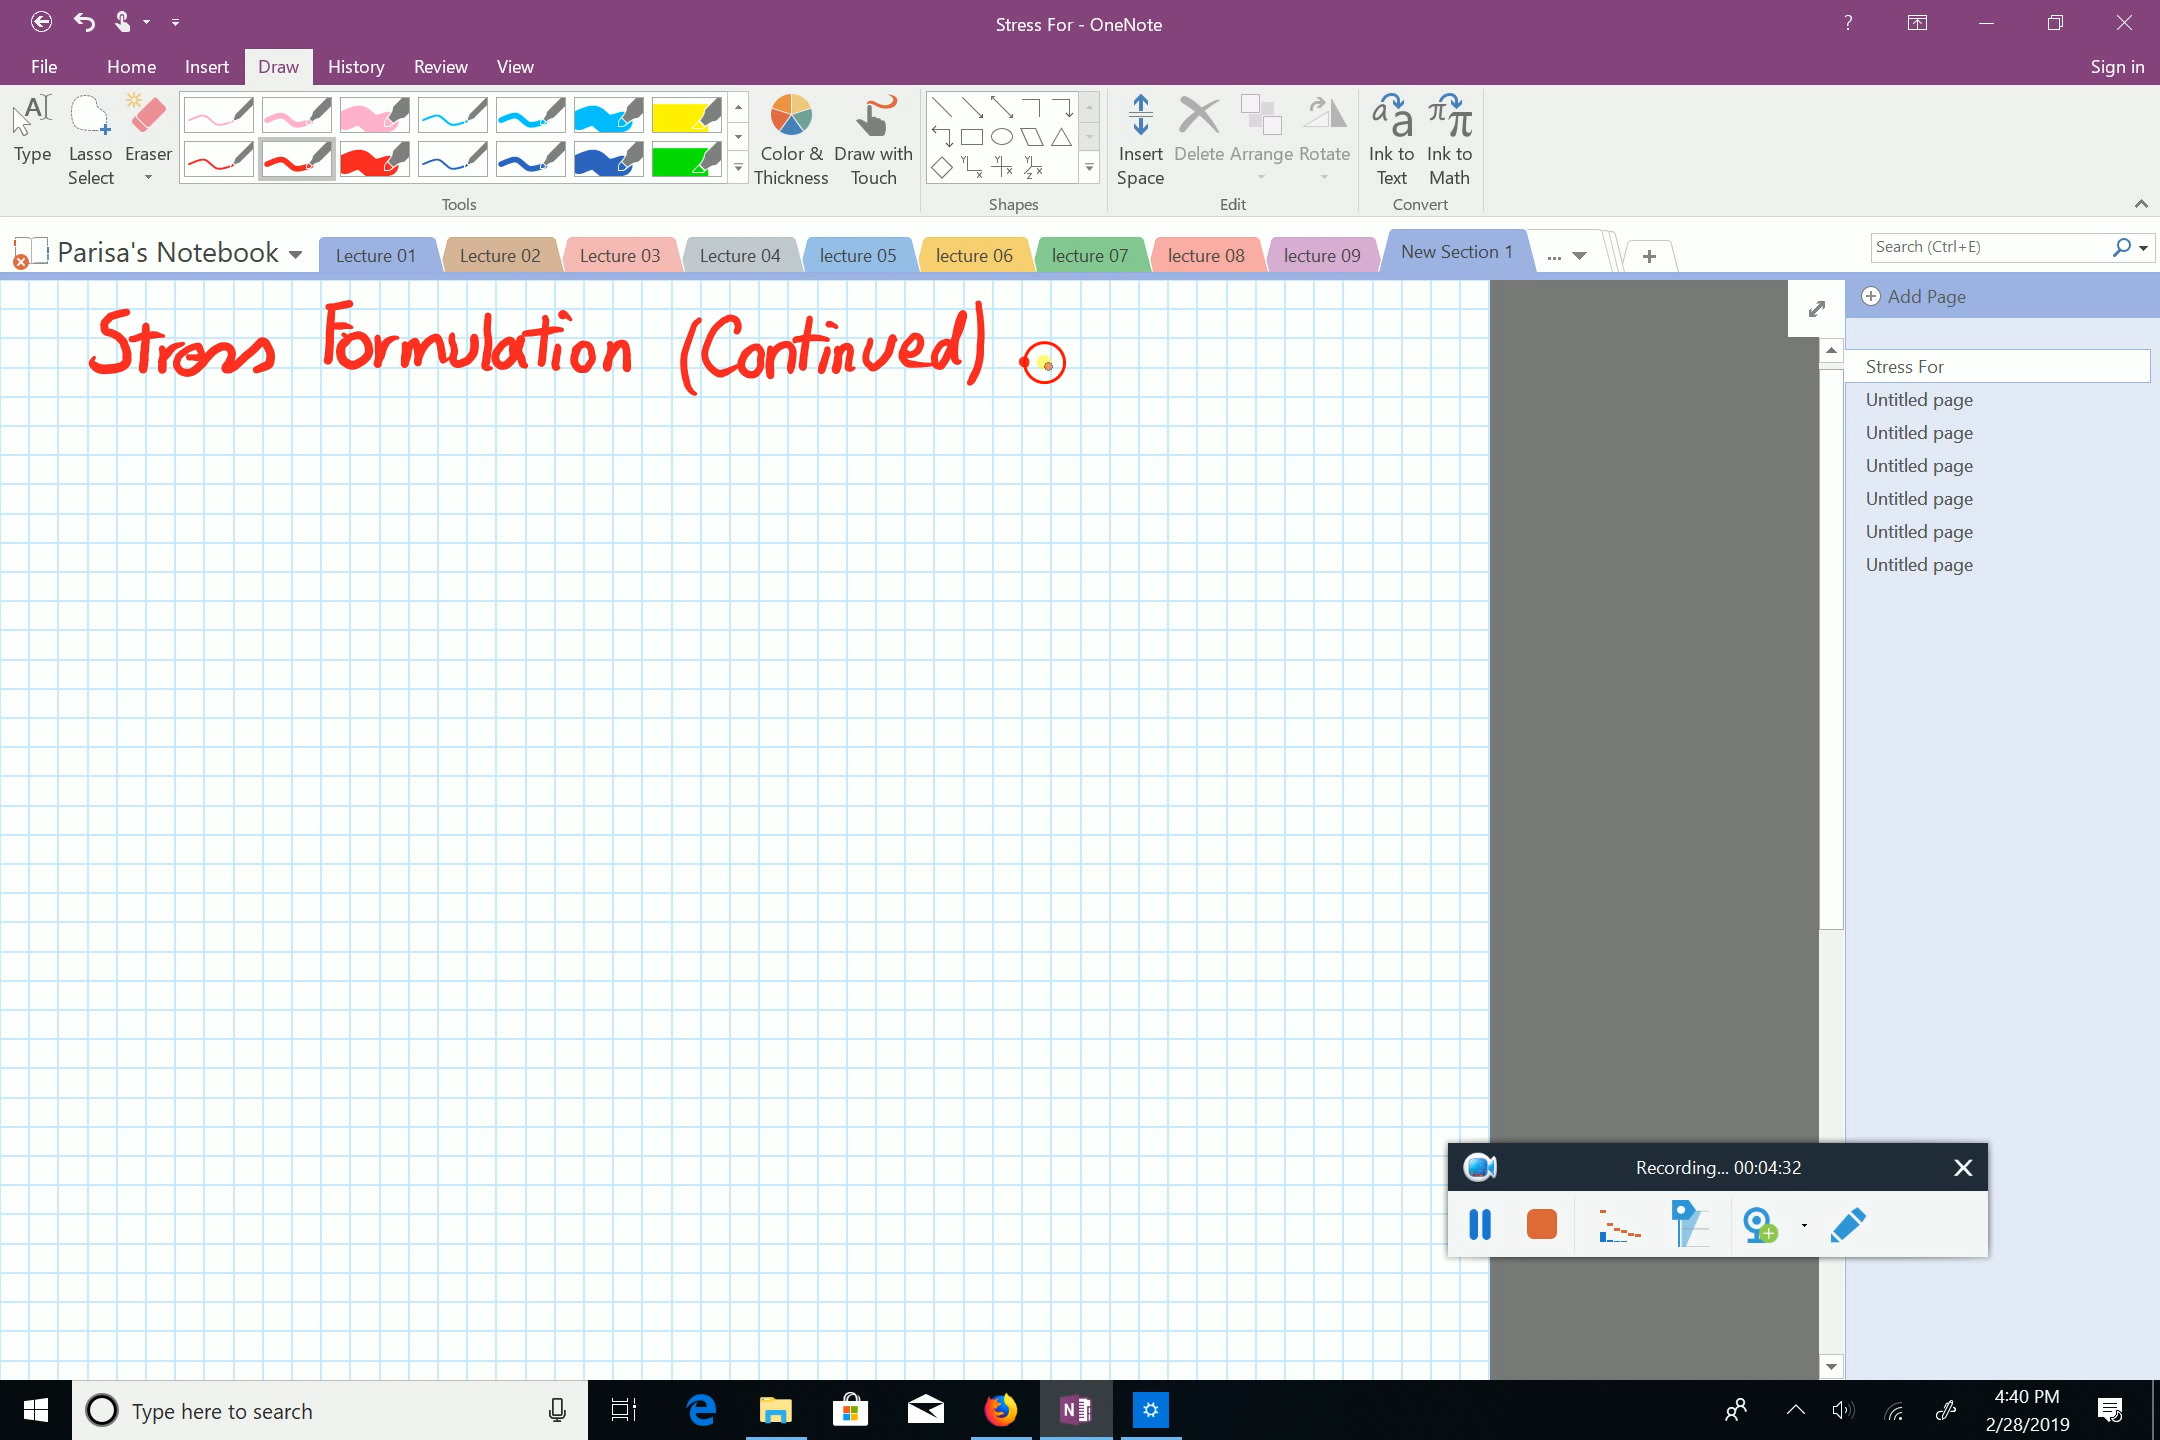 Stress For - OneNote
?
File Home Insert Draw History Review View
Sign in
Type
Lasso Select
Eraser
Color & Thickness
Draw with Touch
Insert Space
Delete
Arrange
Rotate
Ink to Text
Ink to Math
Tools
Shapes
Edit
Convert
Parisa's Notebook
Lecture 01 Lecture 02 Lecture 03 Lecture 04 lecture 05 lecture 06 lecture 07 lecture 08 lecture 09 New Section 1 ...
Search (Ctrl+E)
Stress Formulation (Continued)
Add Page
Stress For
Untitled page
Untitled page
Untitled page
Untitled page
Untitled page
Untitled page
Recording... 00:04:32
Type here to search
4:40 PM
2/28/2019